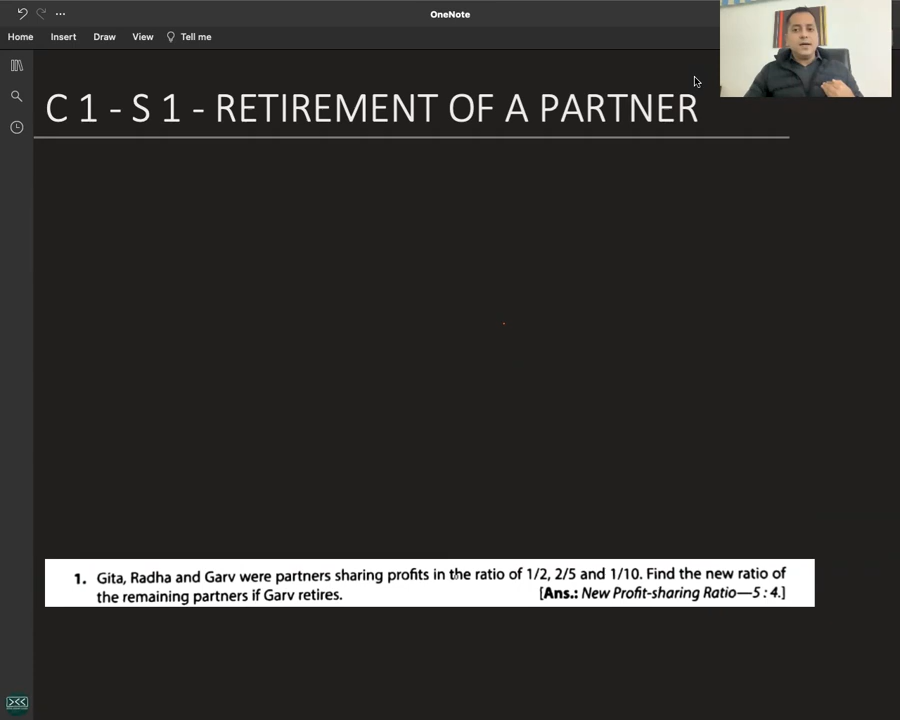 OneNote
Home Insert Draw View Tell me
C 1 - S 1 - RETIREMENT OF A PARTNER
1. Gita, Radha and Garv were partners sharing profits in the ratio of 1/2, 2/5 and 1/10. Find the new ratio of
the remaining partners if Garv retires. [Ans.: New Profit-sharing Ratio—5 : 4.]